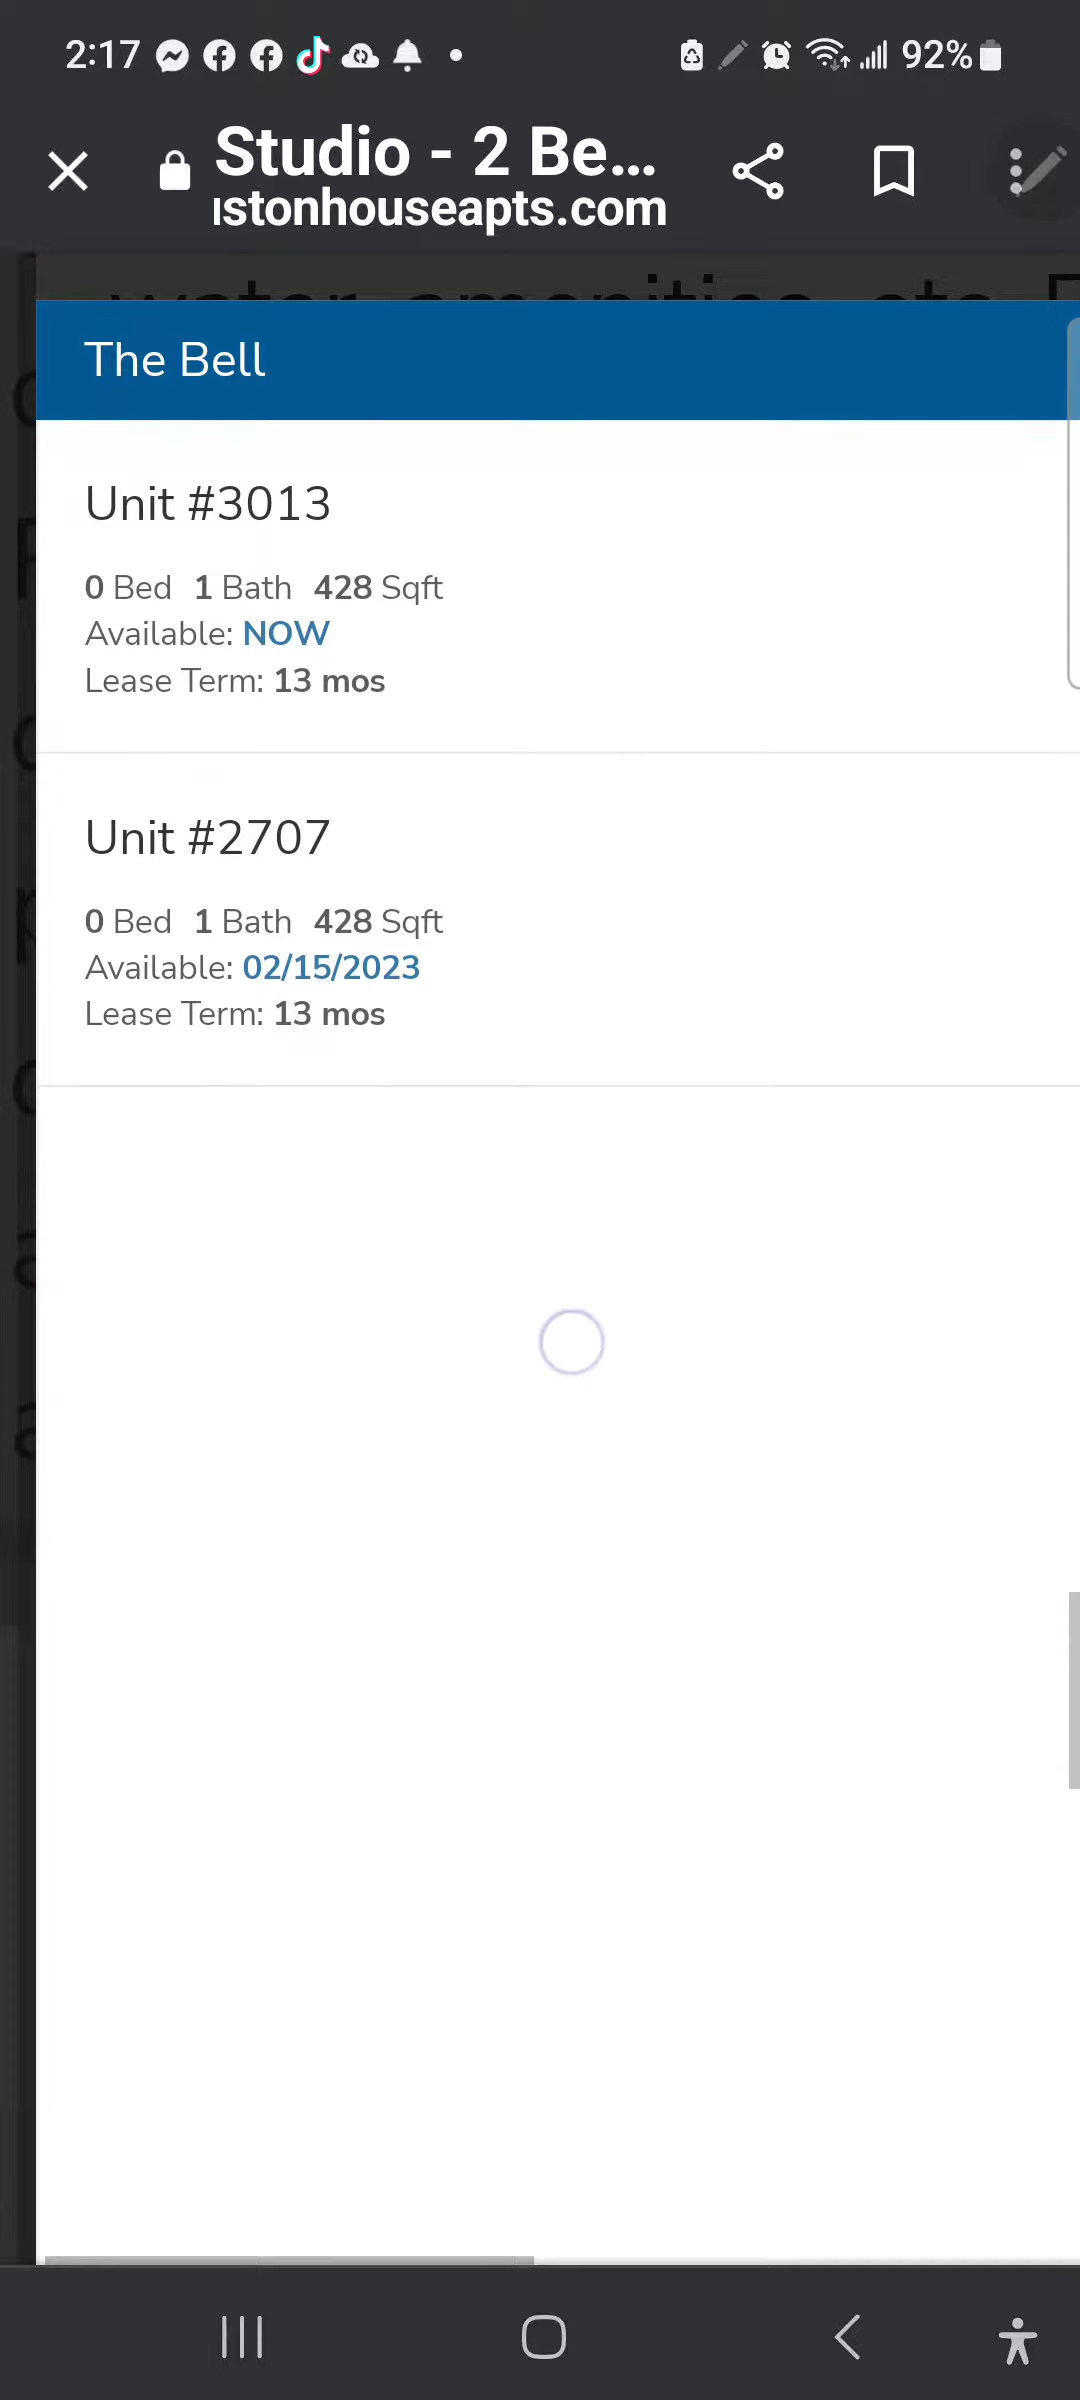 2:17
92%
Studio - 2 Be...
stonhouseapts.com
The Bell
Unit #3013
0 Bed 1 Bath 428 Sqft
Available: NOW
Lease Term: 13 mos
Unit #2707
0 Bed 1 Bath 428 Sqft
Available: 02/15/2023
Lease Term: 13 mos